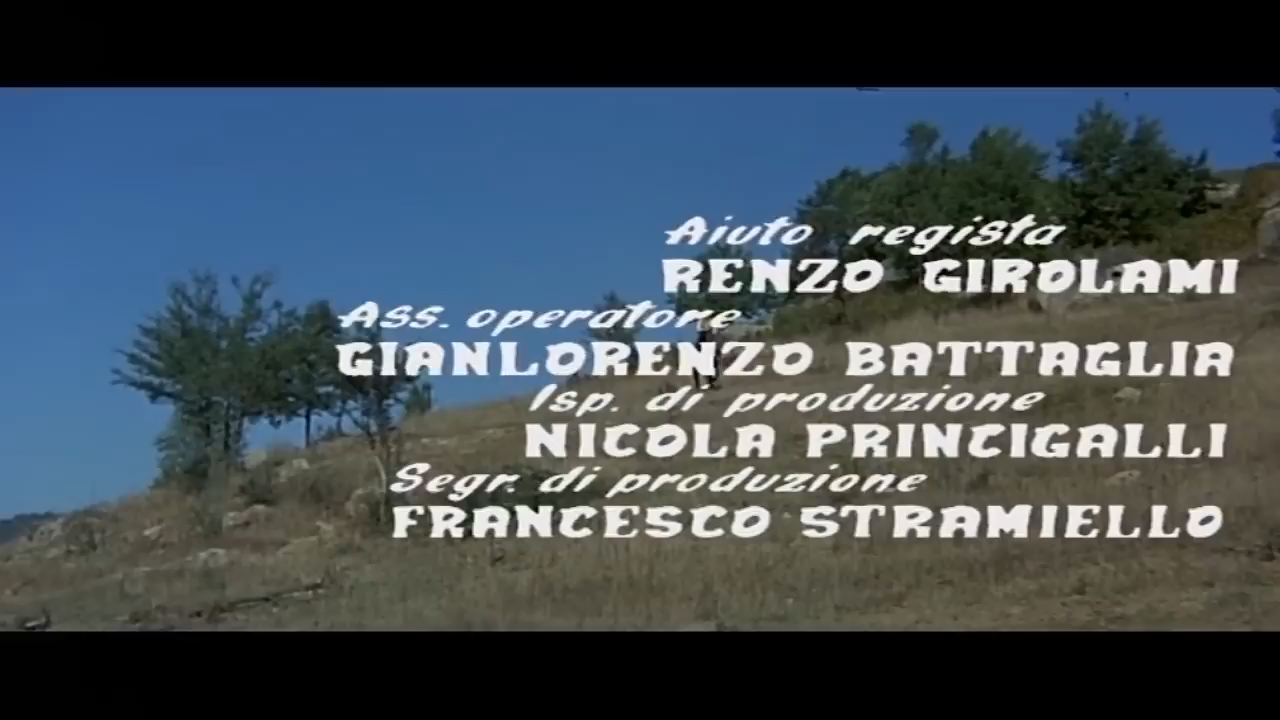 Aiuto regista
RENZO GIROLAMI
Ass. operatore
GIANLORENZO BATTAGLIA
Isp. di produzione
NICOLA PRINCIGALLI
Segr. di produzione
FRANCESCO STRAMIELLO